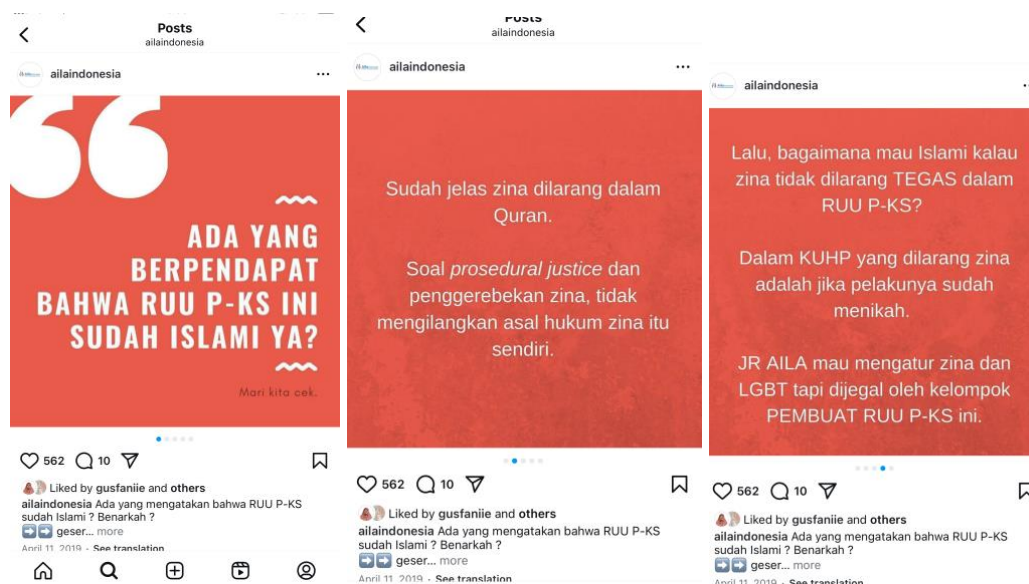 Posts
ailaindonesia
ailaindonesia
ADA YANG
BERPENDAPAT
BAHWA RUU P-KS INI
SUDAH ISLAMI YA?
Mari kita cek.
562 10
Liked by gusfaniie and others
ailaindonesia Ada yang mengatakan bahwa RUU P-KS
sudah Islami ? Benarkah ?
➡️➡️ geser... more
April 11, 2019 · See translation
Posts
ailaindonesia
ailaindonesia
Sudah jelas zina dilarang dalam
Quran.
Soal prosedural justice dan
penggerebekan zina, tidak
mengilangkan asal hukum zina itu
sendiri.
562 10
Liked by gusfaniie and others
ailaindonesia Ada yang mengatakan bahwa RUU P-KS
sudah Islami ? Benarkah ?
➡️➡️ geser... more
April 11, 2019 · See translation
ailaindonesia
Lalu, bagaimana mau Islami kalau
zina tidak dilarang TEGAS dalam
RUU P-KS?
Dalam KUHP yang dilarang zina
adalah jika pelakunya sudah
menikah.
JR AILA mau mengatur zina dan
LGBT tapi dijegal oleh kelompok
PEMBUAT RUU P-KS ini.
562 10
Liked by gusfaniie and others
ailaindonesia Ada yang mengatakan bahwa RUU P-KS
sudah Islami ? Benarkah ?
➡️➡️ geser... more
April 11, 2019 · See translation